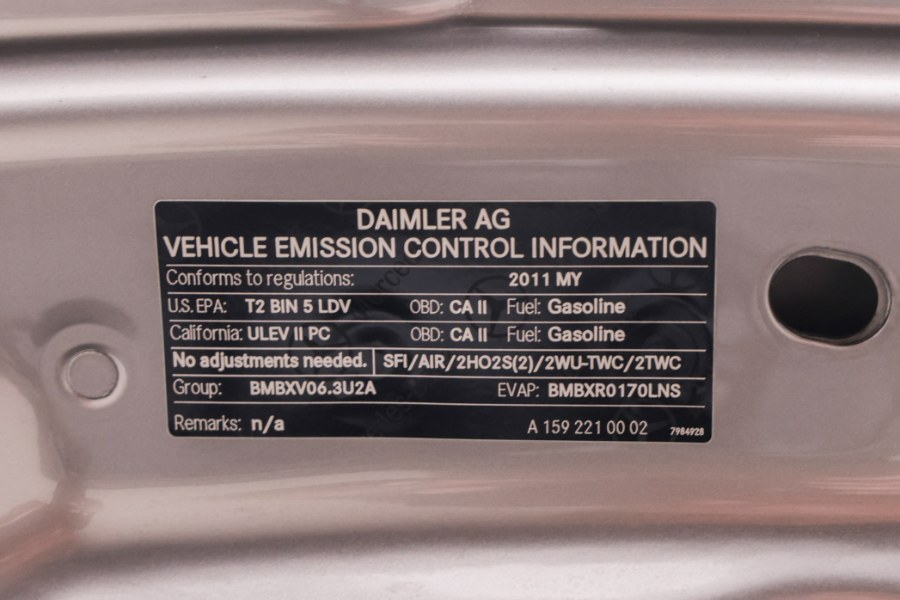 DAIMLER AG
VEHICLE EMISSION CONTROL INFORMATION
Conforms to regulations: 2011 MY
U.S. EPA: T2 BIN 5 LDV OBD: CA II Fuel: Gasoline
California: ULEV II PC OBD: CA II Fuel: Gasoline
No adjustments needed. SFI/AIR/2HO2S(2)/2WU-TWC/2TWC
Group: BMBXV06.3U2A EVAP: BMBXR0170LNS
Remarks: n/a A 159 221 00 02 7984928